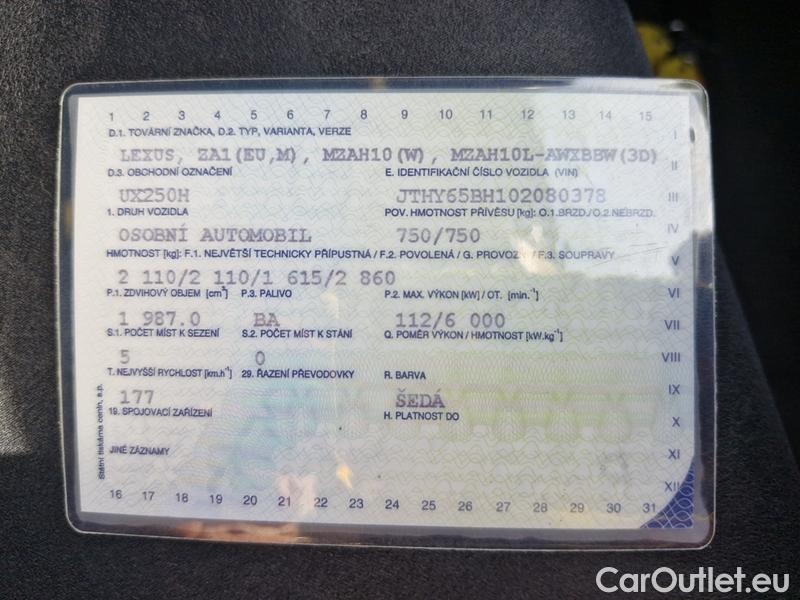 1 2 3 4 5 6 7 8 9 10 11 12 13 14 15
D.1. TOVÁRNÍ ZNAČKA, D.2. TYP, VARIANTA, VERZE
I
LEXUS, ZA1(EU,M), MZAH10(W), MZAH10L-AWXBBW(3D)
II
D.3. OBCHODNÍ OZNAČENÍ E. IDENTIFIKAČNÍ ČÍSLO VOZIDLA (VIN)
UX250H JTHY65BH102080378
III
1. DRUH VOZIDLA POV. HMOTNOST PŘÍVĚSU [kg]: O.1.BRZD./O.2.NEBRZD.
OSOBNÍ AUTOMOBIL 750/750
IV
HMOTNOST [kg]: F.1. NEJVĚTŠÍ TECHNICKY PŘÍPUSTNÁ / F.2. POVOLENÁ / G. PROVOZNÍ / F.3. SOUPRAVY
V
2 110/2 110/1 615/2 860
P.1. ZDVIHOVÝ OBJEM [cm³] P.3. PALIVO P.2. MAX. VÝKON [kW] / OT. [min.⁻¹]
VI
1 987.0 BA 112/6 000
VII
S.1. POČET MÍST K SEZENÍ S.2. POČET MÍST K STÁNÍ Q. POMĚR VÝKON / HMOTNOST [kW.kg⁻¹]
5 0
VIII
T. NEJVYŠŠÍ RYCHLOST [km.h⁻¹] 29. ŘAZENÍ PŘEVODOVKY R. BARVA
177 ŠEDÁ
IX
19. SPOJOVACÍ ZAŘÍZENÍ H. PLATNOST DO
X
JINÉ ZÁZNAMY
XI
XII
Státní tiskárna cenin, s.p.
16 17 18 19 20 21 22 23 24 25 26 27 28 29 30 31
CarOutlet.eu